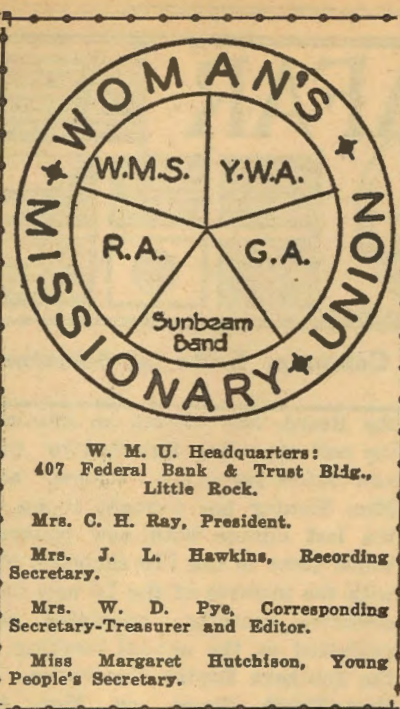 WOMAN'S
MISSIONARY UNION
W.M.S. Y.W.A.
R.A. G.A.
Sunbeam
Band
W. M. U. Headquarters:
407 Federal Bank & Trust Bldg.,
Little Rock.
Mrs. C. H. Ray, President.
Mrs. J. L. Hawkins, Recording
Secretary.
Mrs. W. D. Pye, Corresponding
Secretary-Treasurer and Editor.
Miss Margaret Hutchison, Young
People's Secretary.